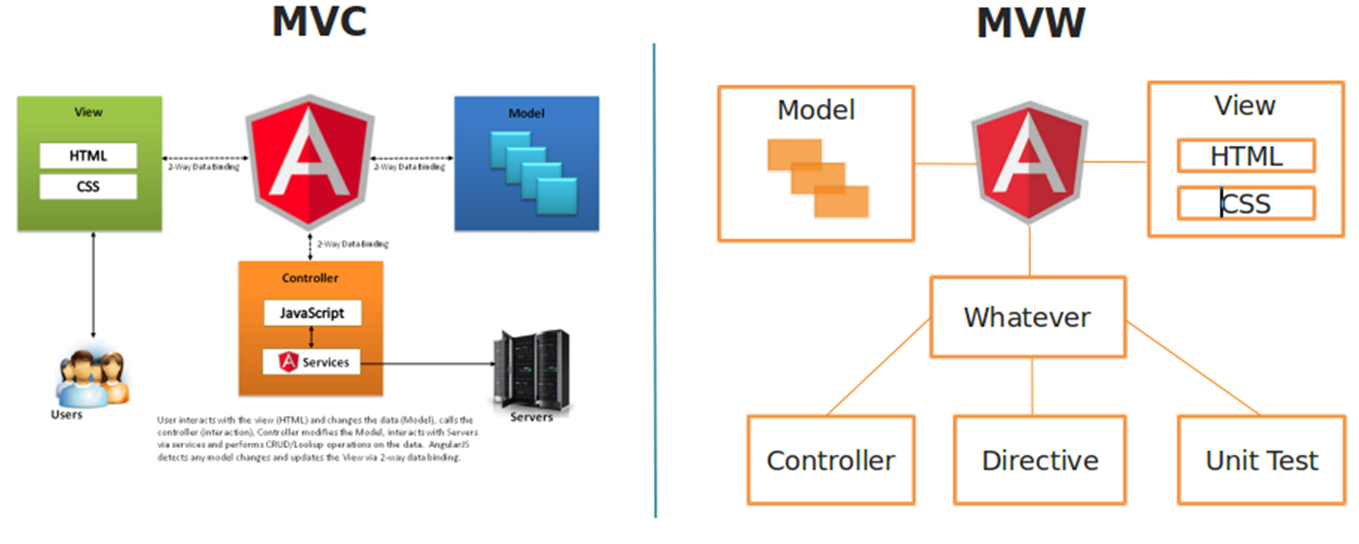 MVC
View
HTML
CSS
2-Way Data Binding
A
2-Way Data Binding
Model
2-Way Data Binding
Controller
JavaScript
Services
Users
Servers
User interacts with the view (HTML) and changes the data (Model), calls the
controller (interaction), Controller modifies the Model, interacts with Servers
via services and performs CRUD/Lookup operations on the data. AngularJS
detects any model changes and updates the View via 2-way data binding.
MVW
Model
A
View
HTML
CSS
Whatever
Controller
Directive
Unit Test